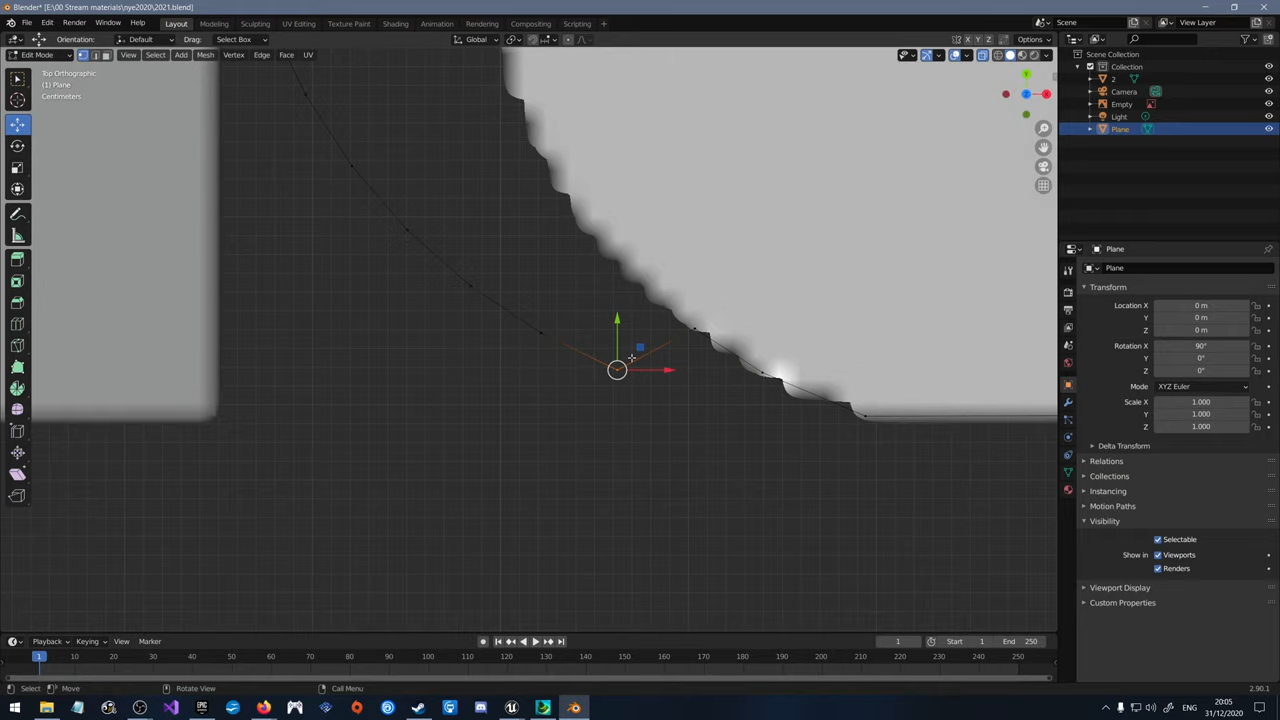 Blender* [E:\00 Stream materials\nye2020\2021.blend]
File Edit Render Window Help Layout Modeling Sculpting UV Editing Texture Paint Shading Animation Rendering Compositing Scripting Scene View Layer
Orientation: Default Drag: Select Box Global X Y Z Options
Edit Mode View Select Add Mesh Vertex Edge Face UV
Top Orthographic
(1) Plane
Centimeters
Y
Z
X
Scene Collection
Collection
2
Camera
Empty
Light
Plane
Plane
Plane
Transform
Location X 0 m
Y 0 m
Z 0 m
Rotation X 90°
Y 0°
Z 0°
Mode XYZ Euler
Scale X 1.000
Y 1.000
Z 1.000
Delta Transform
Relations
Collections
Instancing
Motion Paths
Visibility
Selectable
Show in Viewports
Renders
Viewport Display
Custom Properties
Playback Keying View Marker 1 Start 1 End 250
1 10 20 30 40 50 60 70 80 90 100 110 120 130 140 150 160 170 180 190 200 210 220 230 240 250
Select Move Rotate View Call Menu 2.90.1
ENG 20:05
31/12/2020